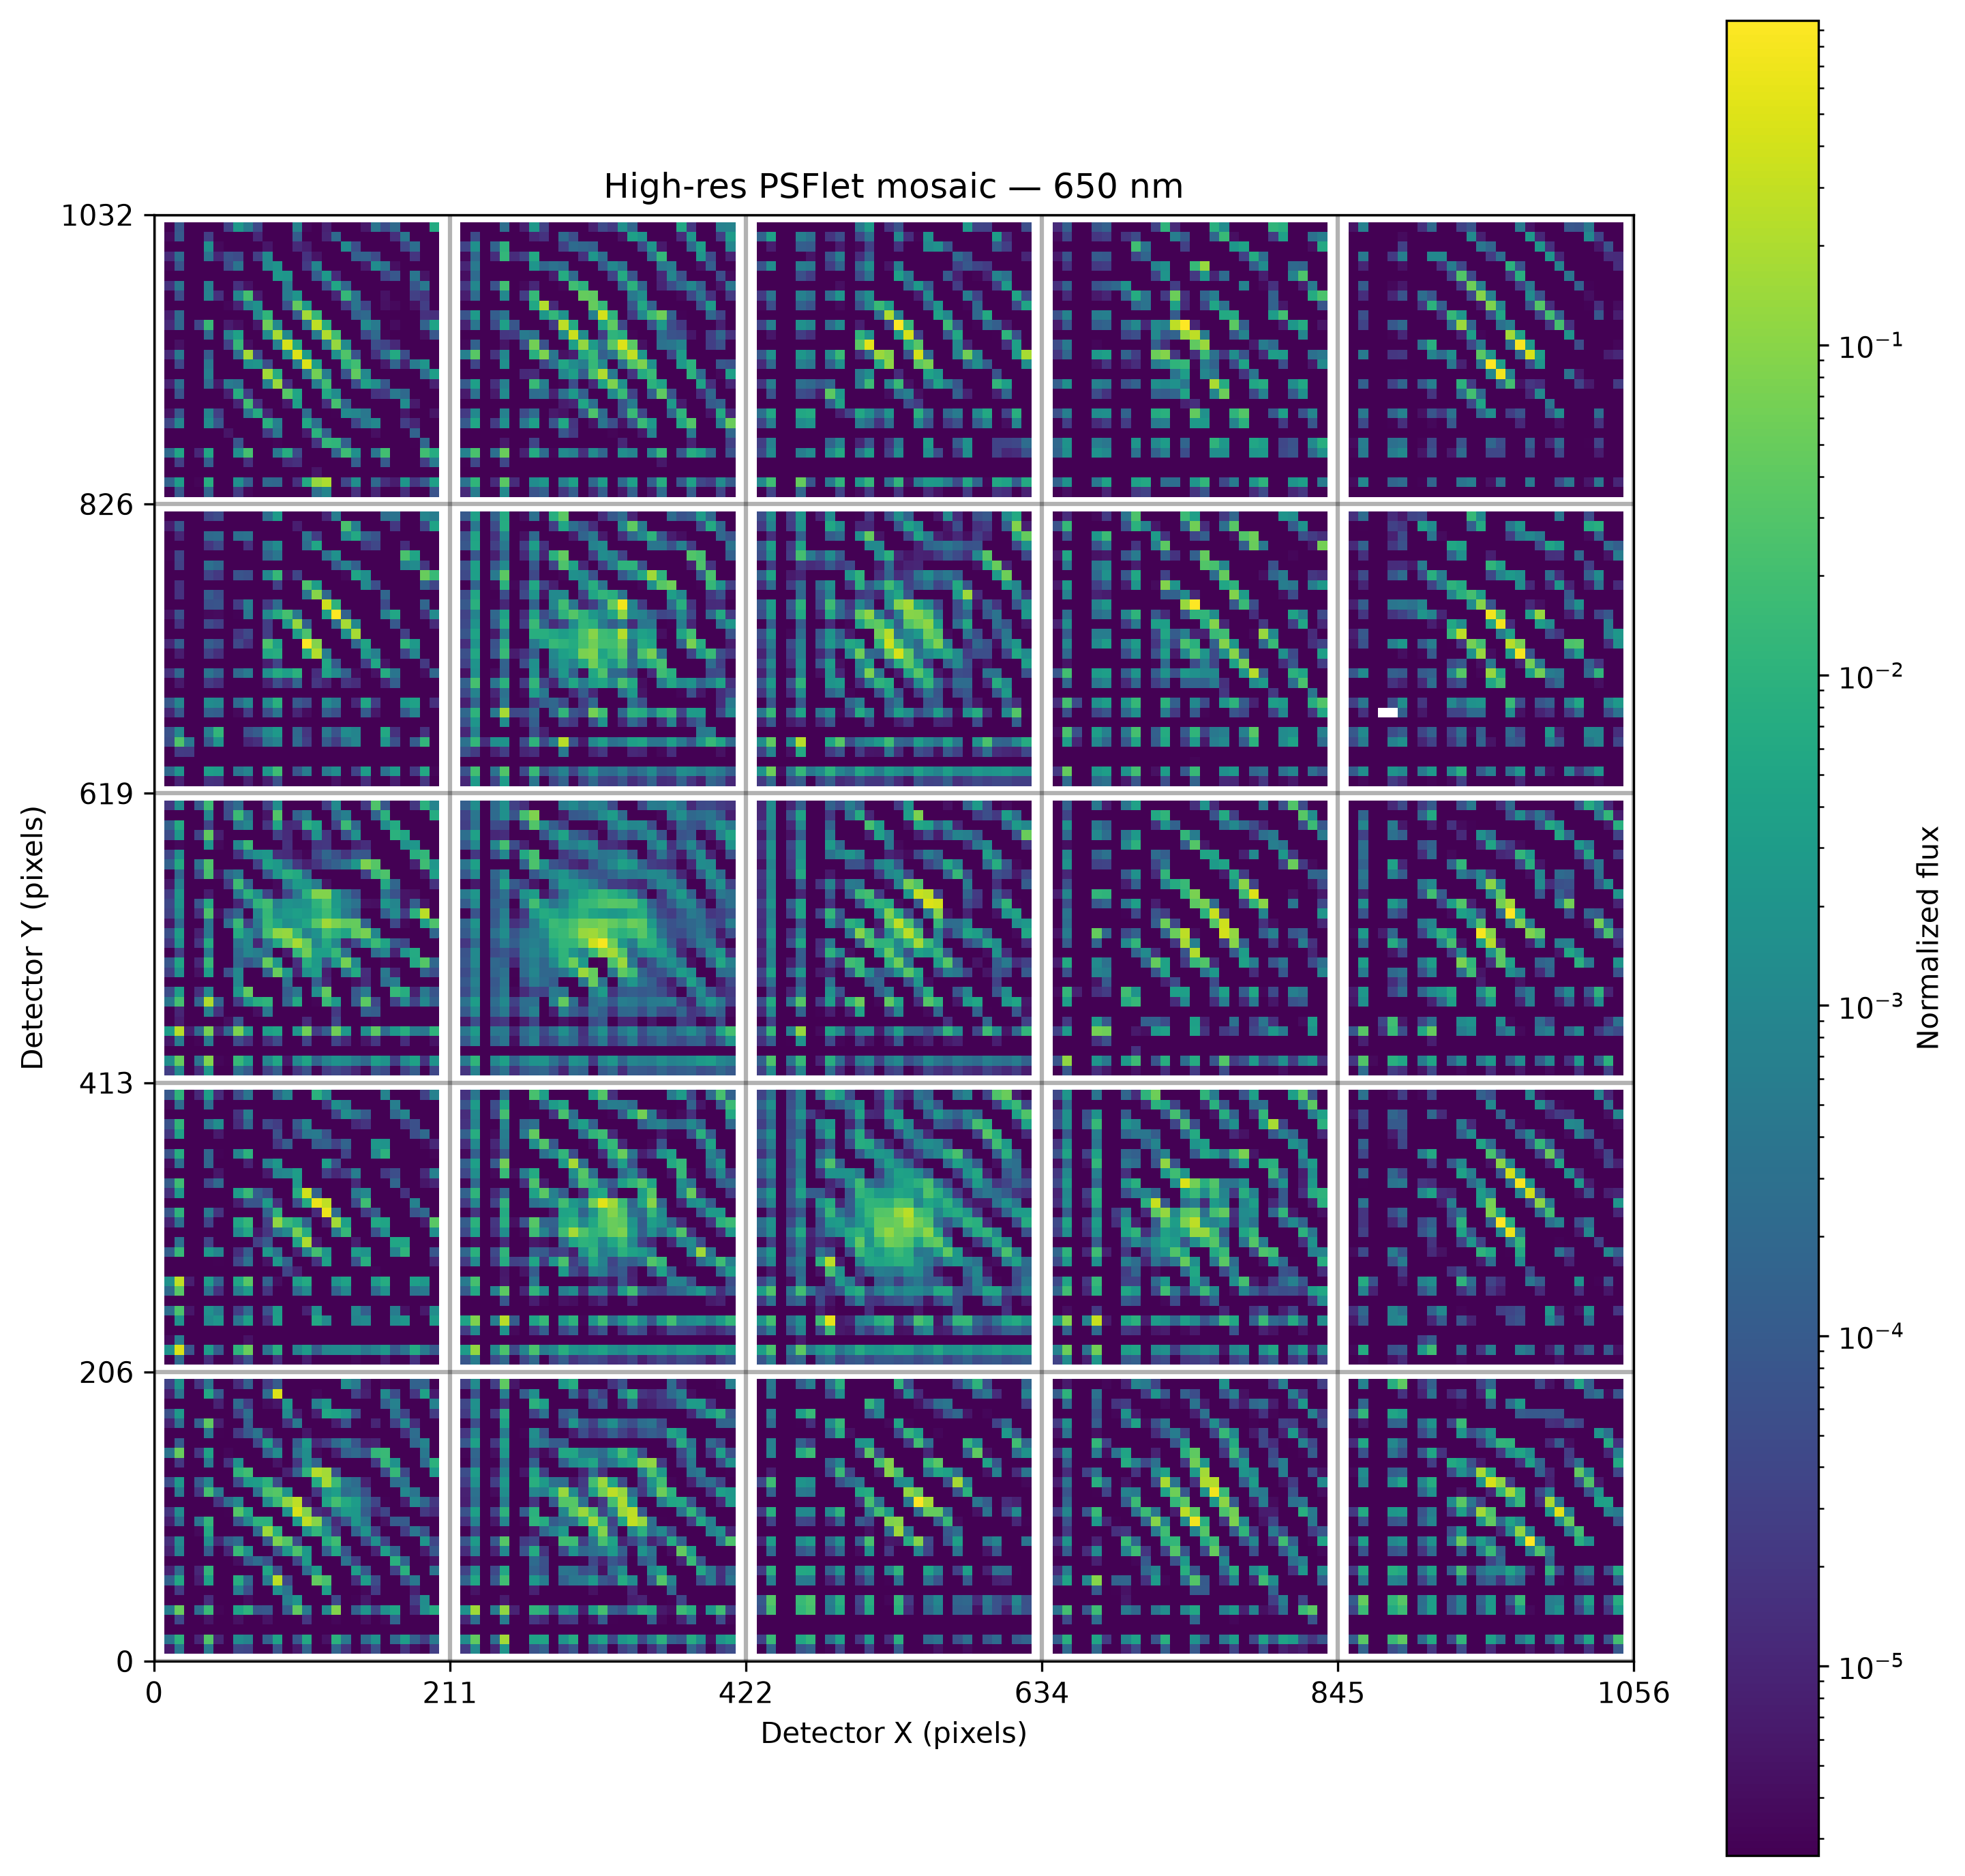 High-res PSFlet mosaic — 650 nm
1032
826
619
413
206
0
Detector Y (pixels)
0 211 422 634 845 1056
Detector X (pixels)
10⁻¹
10⁻²
10⁻³
10⁻⁴
10⁻⁵
Normalized flux